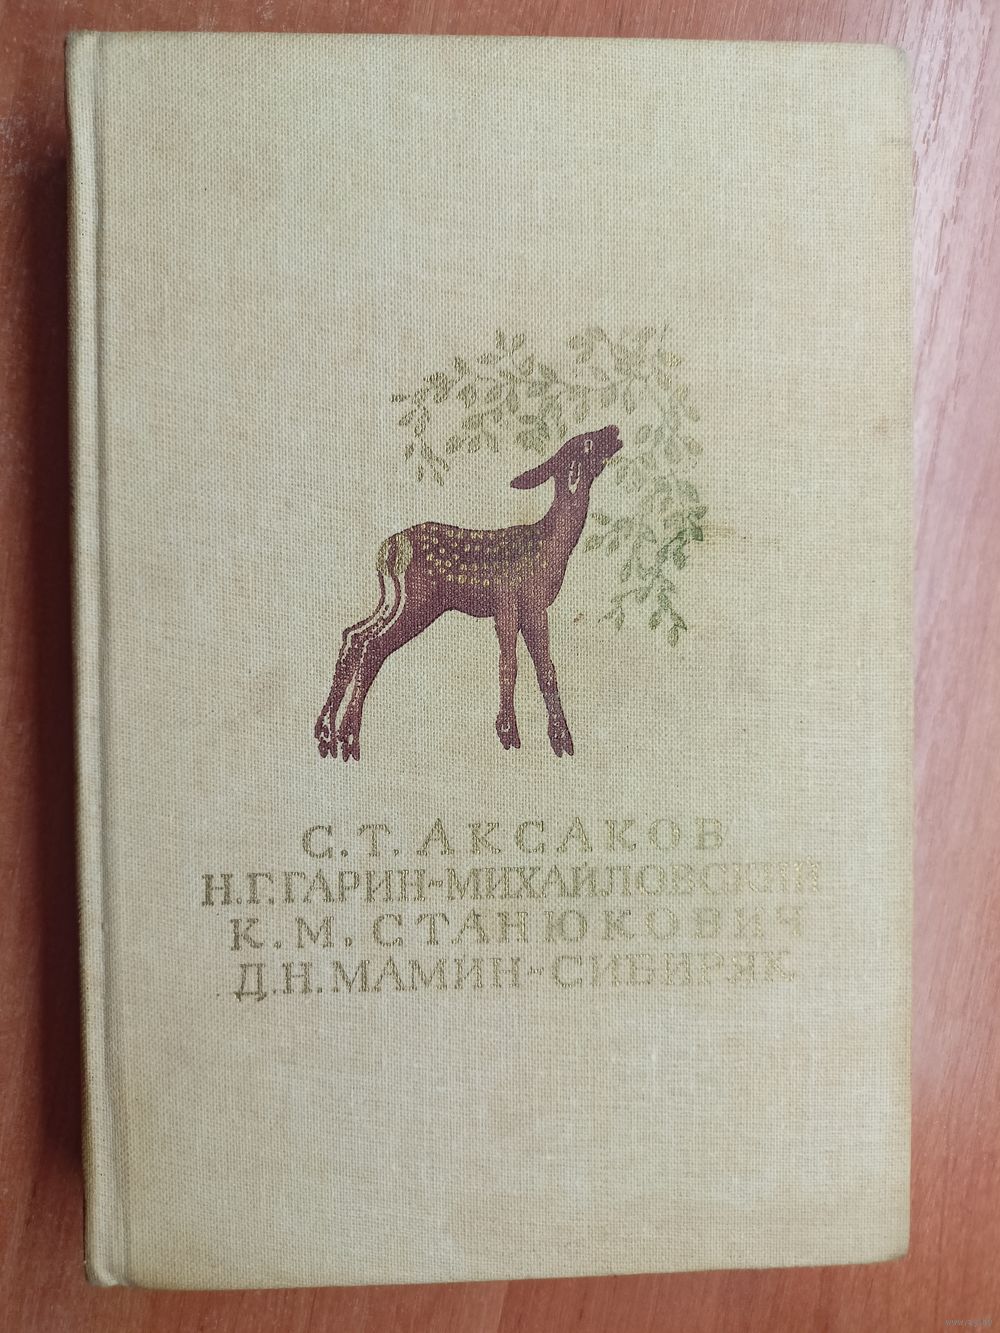 С.Т. АКСАКОВ
Н.Г.ГАРИН-МИХАЙЛОВСКИЙ
К.М.СТАНЮКОВИЧ
Д.Н.МАМИН-СИБИРЯК